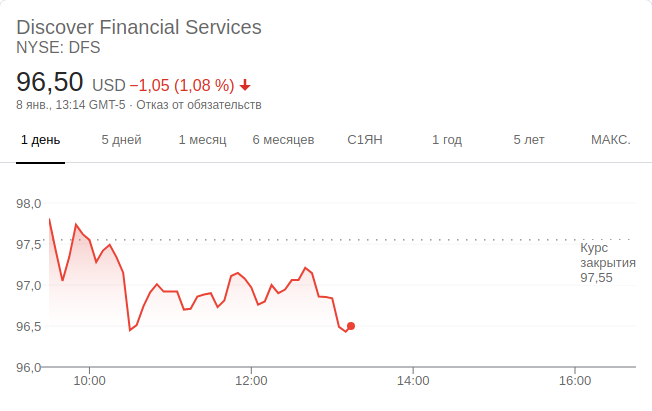 Discover Financial Services
NYSE: DFS
96,50 USD −1,05 (1,08 %)
8 янв., 13:14 GMT-5 · Отказ от обязательств
1 день 5 дней 1 месяц 6 месяцев С1ЯН 1 год 5 лет МАКС.
98,0
97,5
Курс
закрытия
97,55
97,0
96,5
96,0
10:00 12:00 14:00 16:00